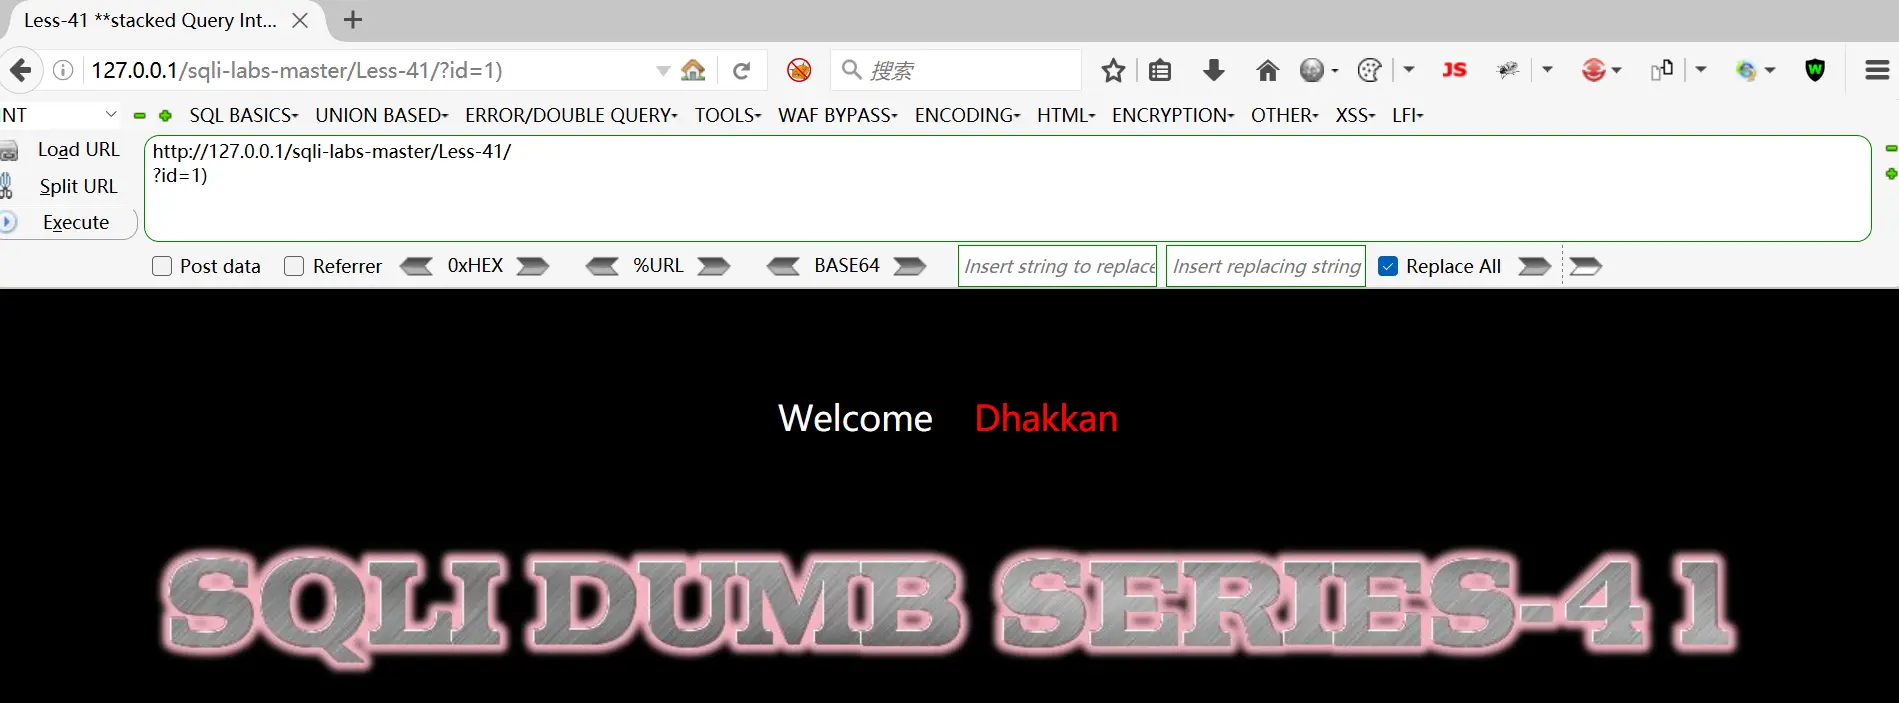 Less-41 **stacked Query Int...
127.0.0.1/sqli-labs-master/Less-41/?id=1)
搜索
JS
W
NT
SQL BASICS
UNION BASED
ERROR/DOUBLE QUERY
TOOLS
WAF BYPASS
ENCODING
HTML
ENCRYPTION
OTHER
XSS
LFI
Load URL
Split URL
Execute
http://127.0.0.1/sqli-labs-master/Less-41/
?id=1)
Post data
Referrer
0xHEX
%URL
BASE64
Insert string to replace
Insert replacing string
Replace All
Welcome Dhakkan
SQLI DUMB SERIES-41